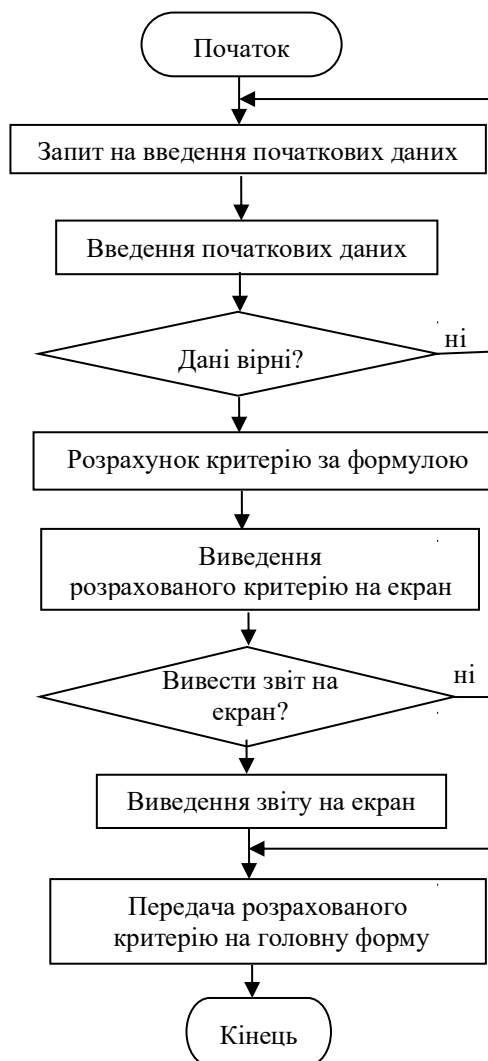 Початок
Запит на введення початкових даних
Введення початкових даних
Дані вірні?
ні
Розрахунок критерію за формулою
Виведення
розрахованого критерію на екран
Вивести звіт на
екран?
ні
Виведення звіту на екран
Передача розрахованого
критерію на головну форму
Кінець